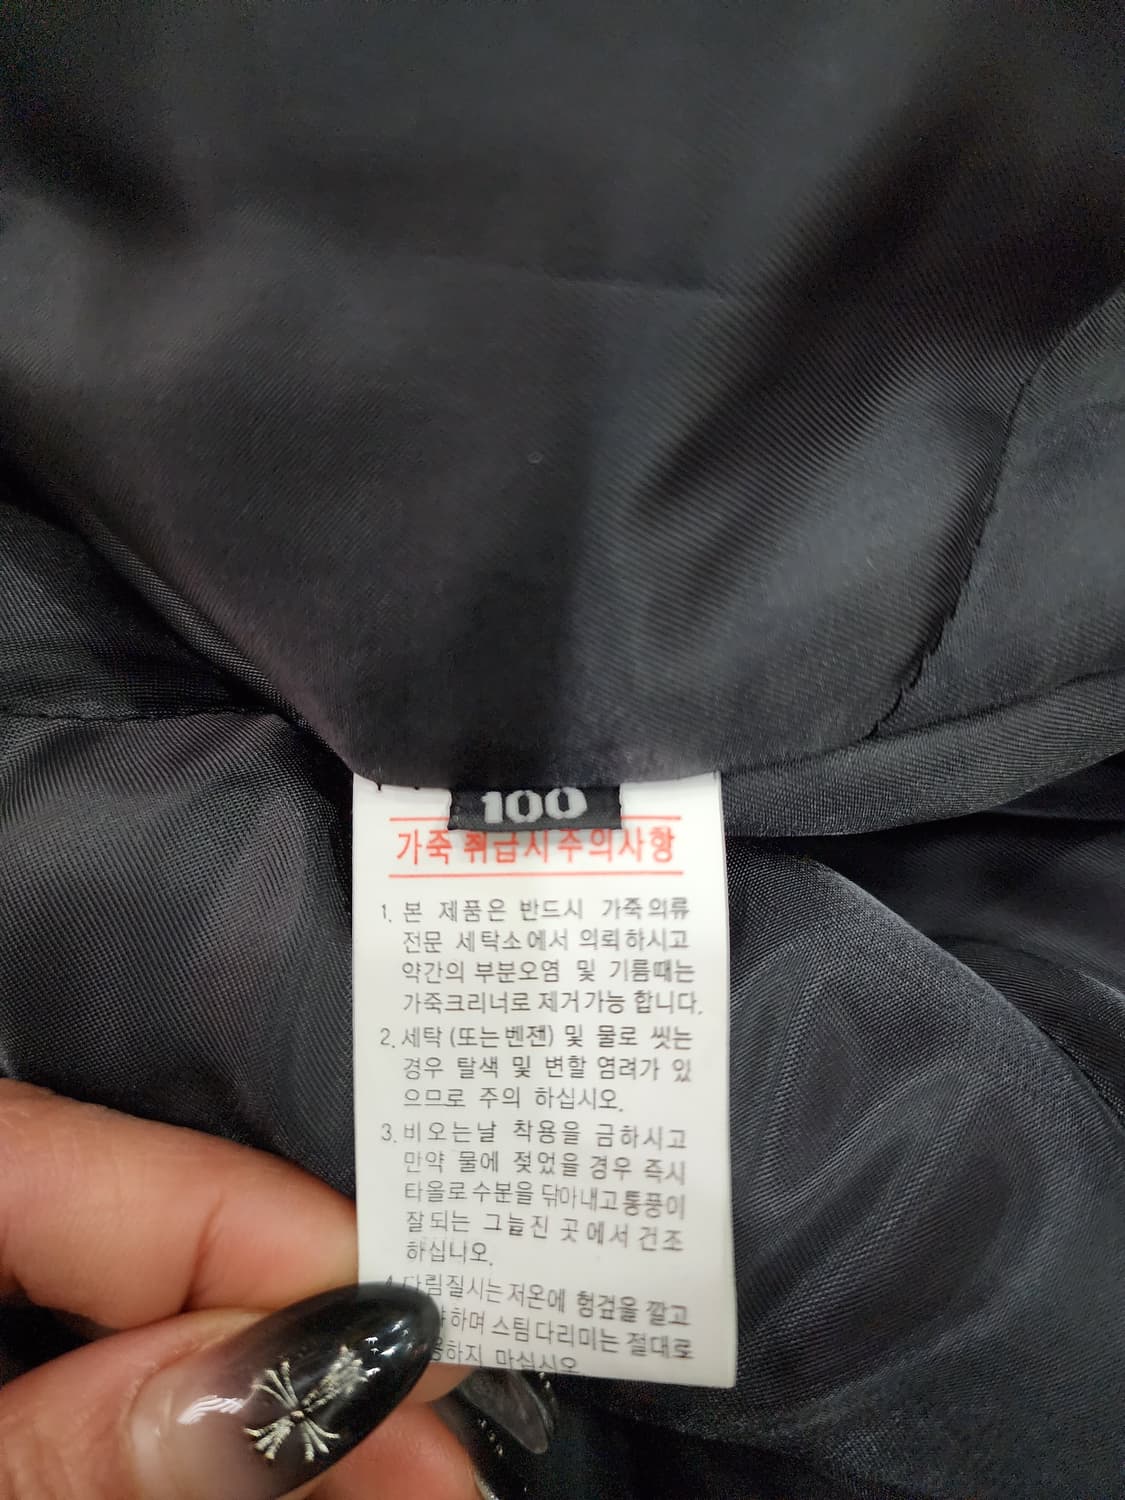 100
가죽 취급시 주의사항
1. 본 제품은 반드시 가죽의류
전문 세탁소에서 의뢰하시고
약간의 부분오염 및 기름때는
가죽크리너로 제거가능 합니다.
2. 세탁 (또는벤젠) 및 물로 씻는
경우 탈색 및 변할 염려가 있
으므로 주의 하십시오.
3. 비오는날 착용을 금하시고
만약 물에 젖었을 경우 즉시
타올로수분을 닦아내고통풍이
잘되는 그늘진 곳에서건조
하십니오.
4. 다림질시는저온에 헝겊을 깔고
하며 스팀다리미는 절대로
하지 마십시오